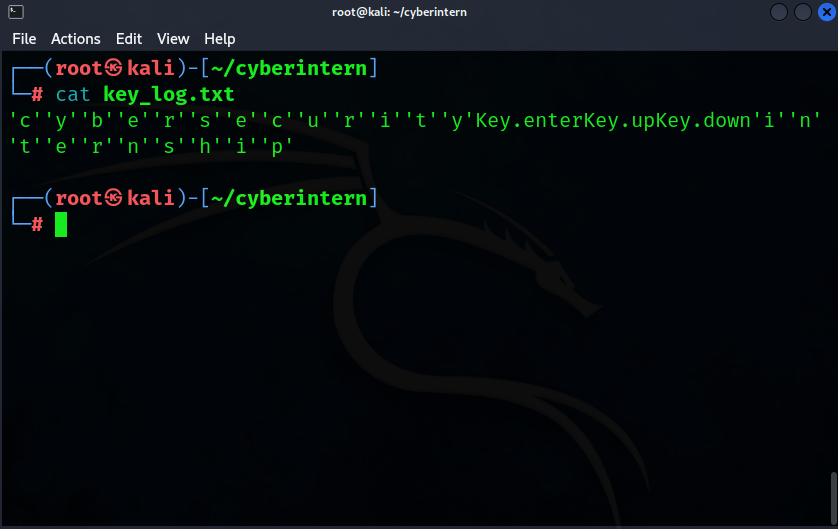 root@kali: ~/cyberintern
File Actions Edit View Help
┌──(root㉿kali)-[~/cyberintern]
└─# cat key_log.txt
'c''y''b''e''r''s''e''c''u''r''i''t''y'Key.enterKey.upKey.down'i''n'
't''e''r''n''s''h''i''p'
┌──(root㉿kali)-[~/cyberintern]
└─#